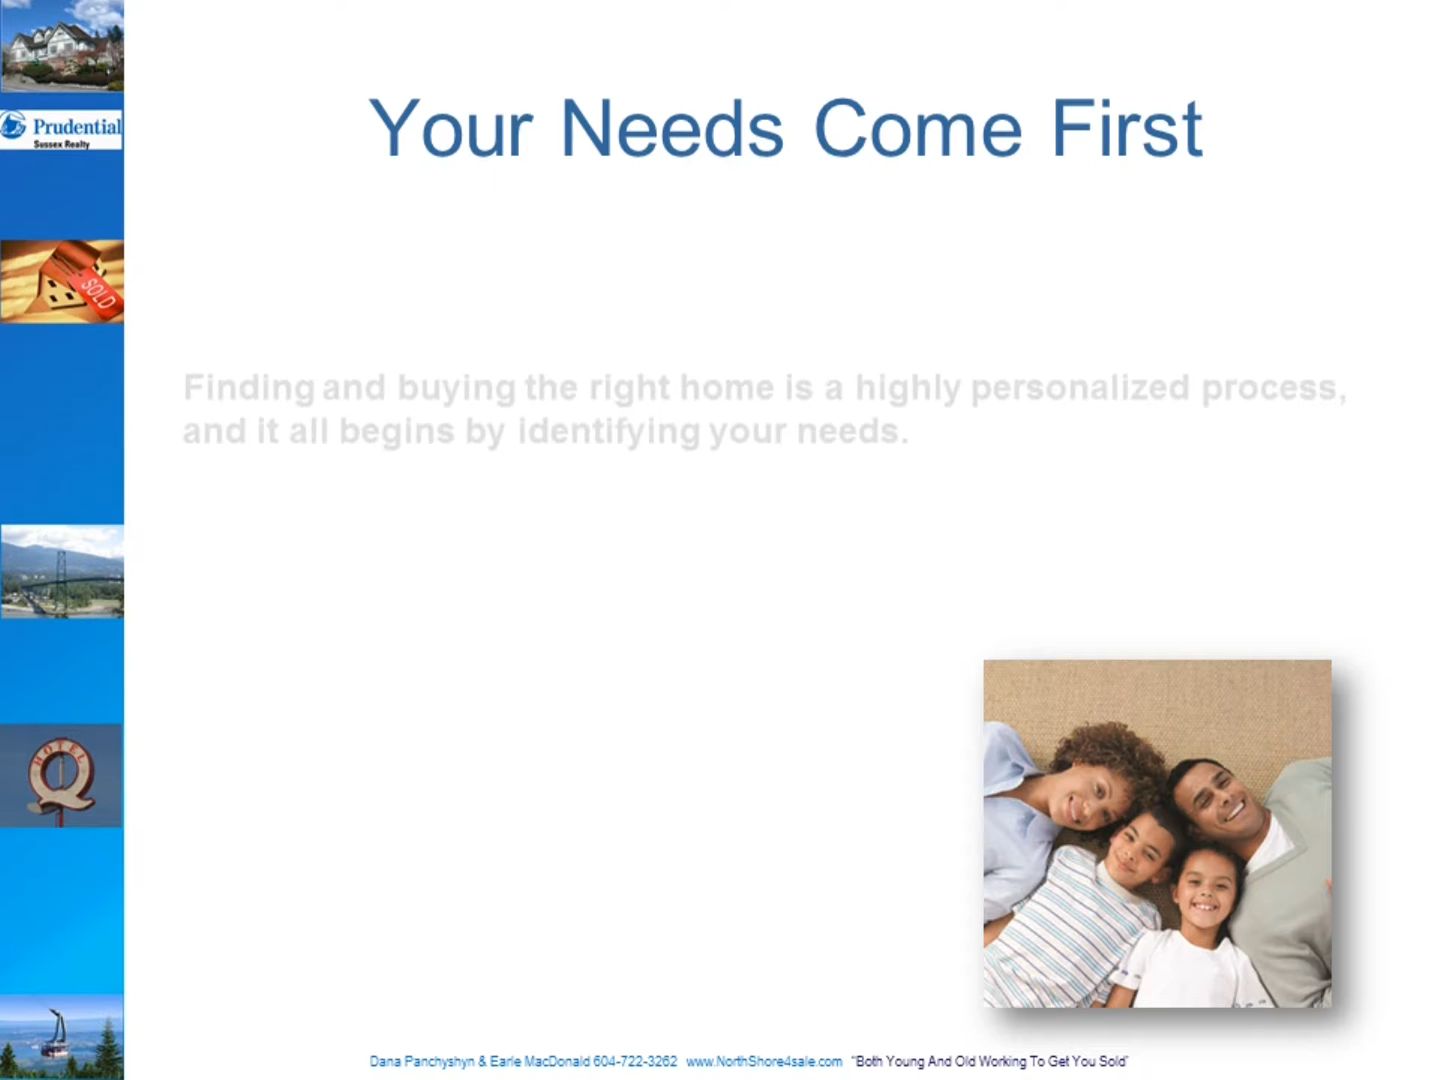 Your Needs Come First
Prudential
Sussex Realty
SOLD
Finding and buying the right home is a highly personalized process,
and it all begins by identifying your needs.
HOTEL
Q
Dana Panchyshyn & Earle MacDonald 604-722-3262 www.NorthShore4sale.com "Both Young And Old Working To Get You Sold"